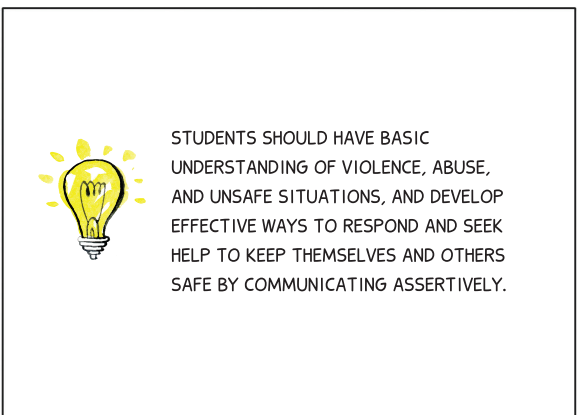 STUDENTS SHOULD HAVE BASIC
UNDERSTANDING OF VIOLENCE, ABUSE,
AND UNSAFE SITUATIONS, AND DEVELOP
EFFECTIVE WAYS TO RESPOND AND SEEK
HELP TO KEEP THEMSELVES AND OTHERS
SAFE BY COMMUNICATING ASSERTIVELY.